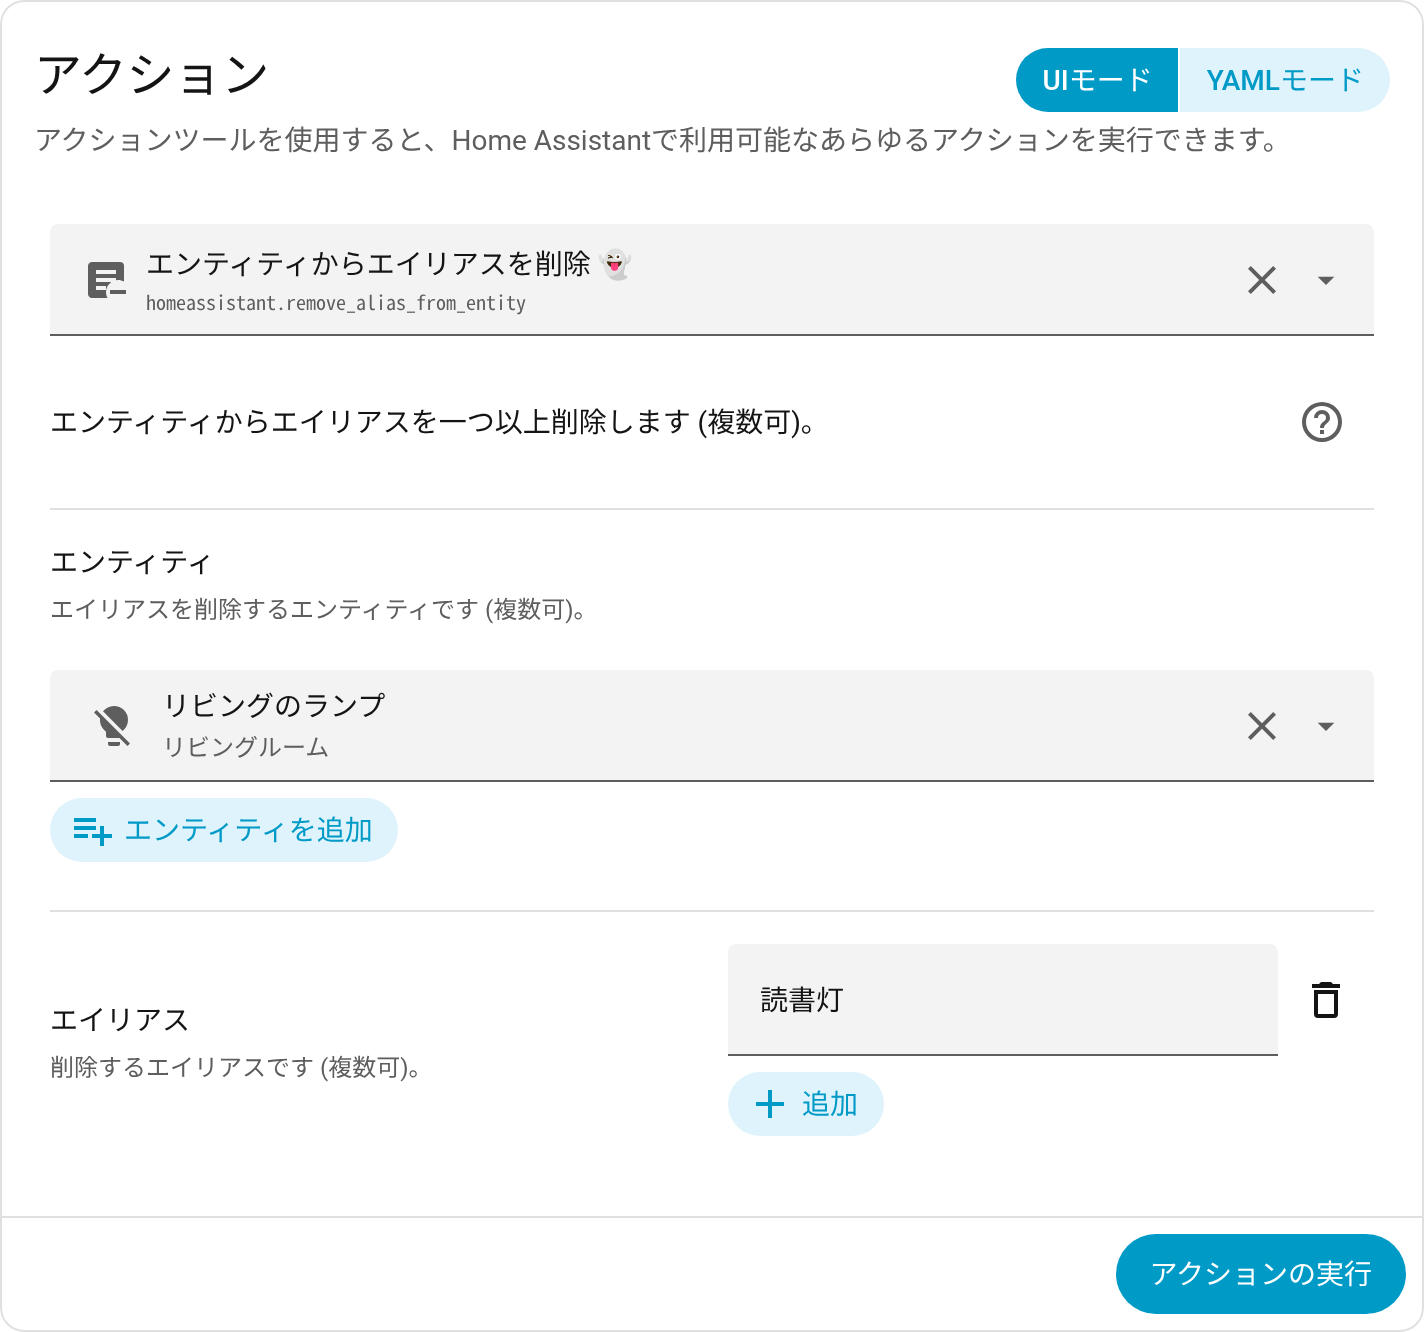 アクション
UIモード
YAMLモード
アクションツールを使用すると、Home Assistantで利用可能なあらゆるアクションを実行できます。
エンティティからエイリアスを削除 👻
homeassistant.remove_alias_from_entity
エンティティからエイリアスを一つ以上削除します (複数可)。
エンティティ
エイリアスを削除するエンティティです (複数可)。
リビングのランプ
リビングルーム
エンティティを追加
エイリアス
削除するエイリアスです (複数可)。
読書灯
追加
アクションの実行